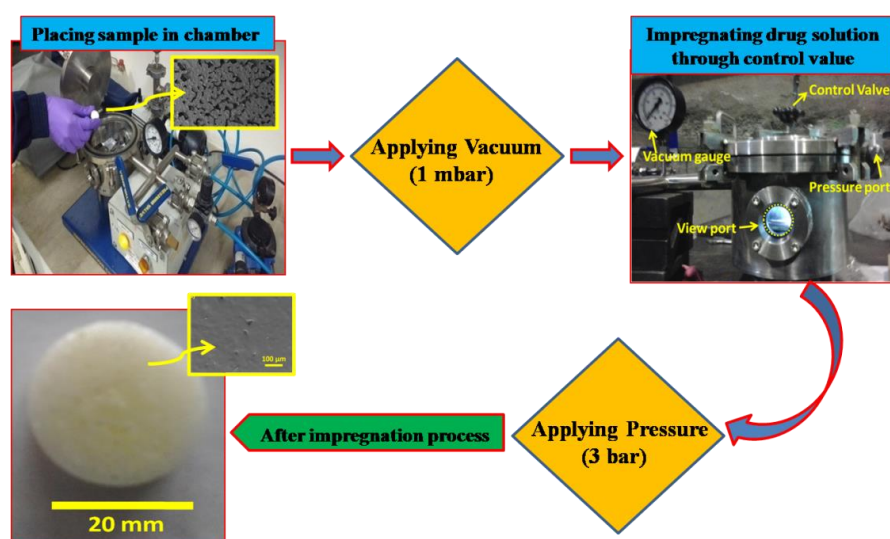 Placing sample in chamber
Applying Vacuum
(1 mbar)
Impregnating drug solution
through control value
Control Valve
Vacuum gauge
Pressure port
View port
Applying Pressure
(3 bar)
After impregnation process
100 µm
20 mm